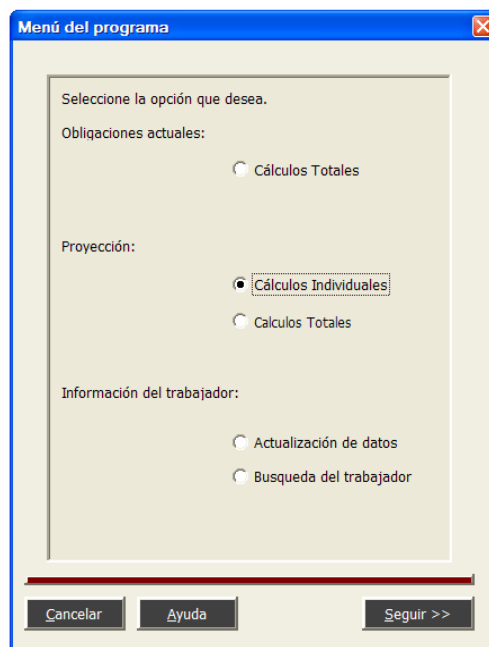 Menú del programa
Seleccione la opción que desea.
Obligaciones actuales:
Cálculos Totales
Proyección:
Cálculos Individuales
Calculos Totales
Información del trabajador:
Actualización de datos
Busqueda del trabajador
Cancelar
Ayuda
Seguir >>